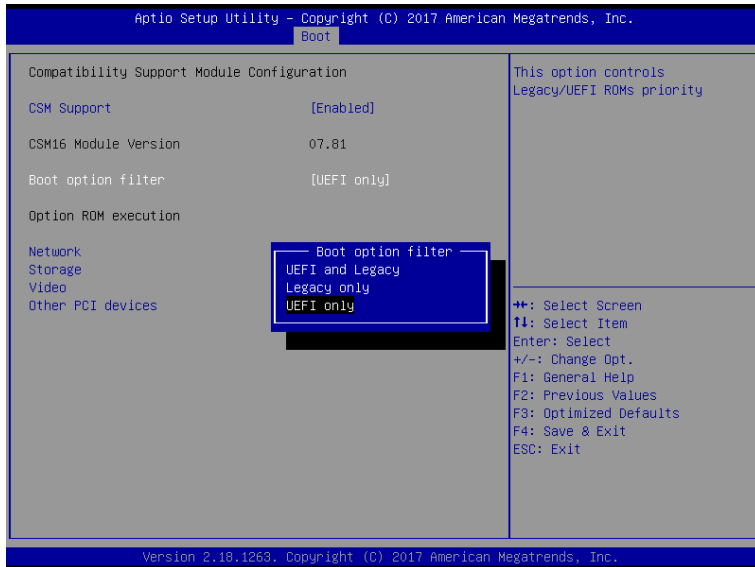 Aptio Setup Utility – Copyright (C) 2017 American Megatrends, Inc.
Boot
Compatibility Support Module Configuration
CSM Support [Enabled]
CSM16 Module Version 07.81
Boot option filter [UEFI only]
Option ROM execution
Network
Storage
Video
Other PCI devices
Boot option filter
UEFI and Legacy
Legacy only
UEFI only
This option controls
Legacy/UEFI ROMs priority
→←: Select Screen
↑↓: Select Item
Enter: Select
+/-: Change Opt.
F1: General Help
F2: Previous Values
F3: Optimized Defaults
F4: Save & Exit
ESC: Exit
Version 2.18.1263. Copyright (C) 2017 American Megatrends, Inc.